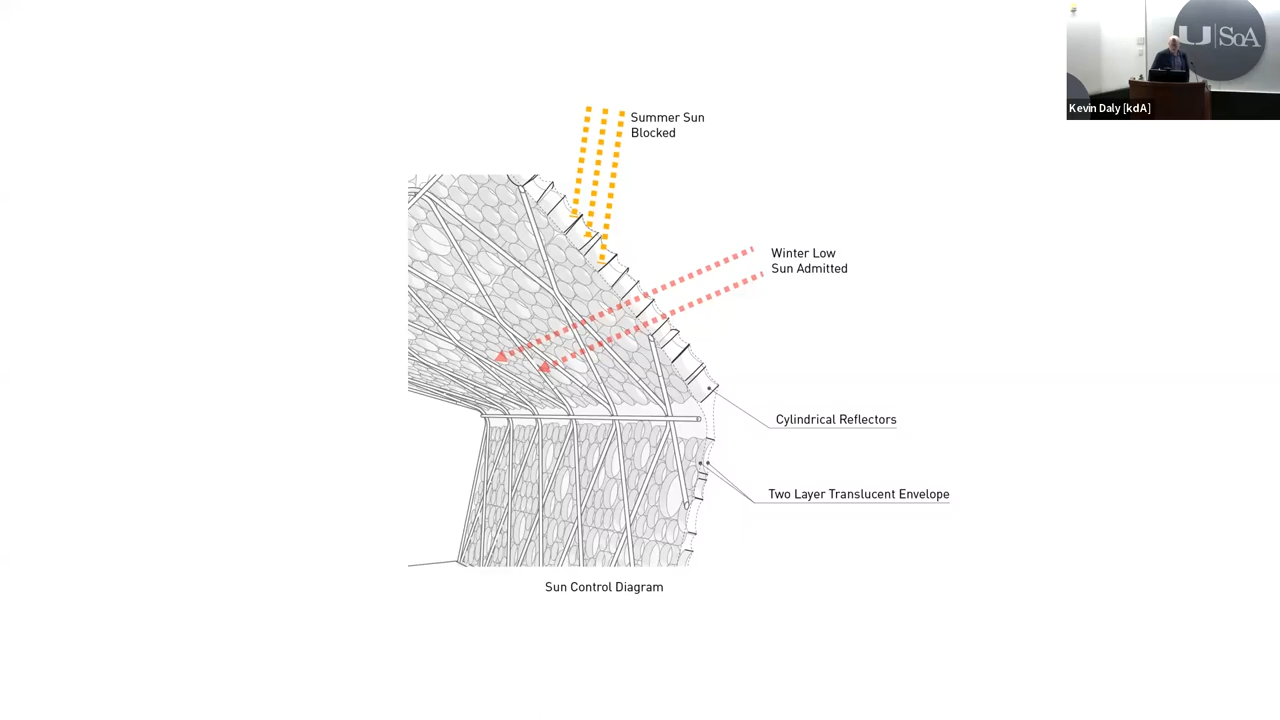 U|SoA
Kevin Daly [kdA]
Summer Sun
Blocked
Winter Low
Sun Admitted
Cylindrical Reflectors
Two Layer Translucent Envelope
Sun Control Diagram